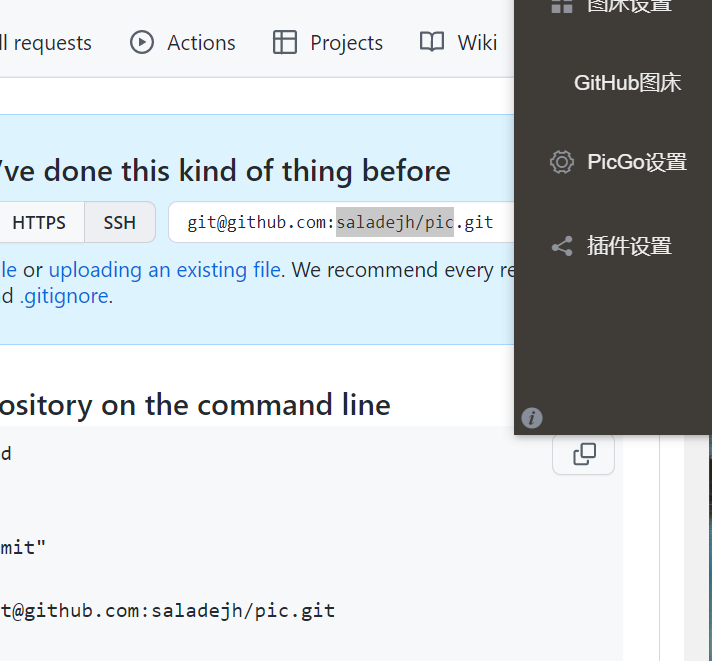 ll requests Actions Projects Wiki
've done this kind of thing before
HTTPS SSH git@github.com:saladejh/pic.git
le or uploading an existing file. We recommend every re
d .gitignore.
ository on the command line
d
mit"
t@github.com:saladejh/pic.git
图床设置
GitHub图床
PicGo设置
插件设置